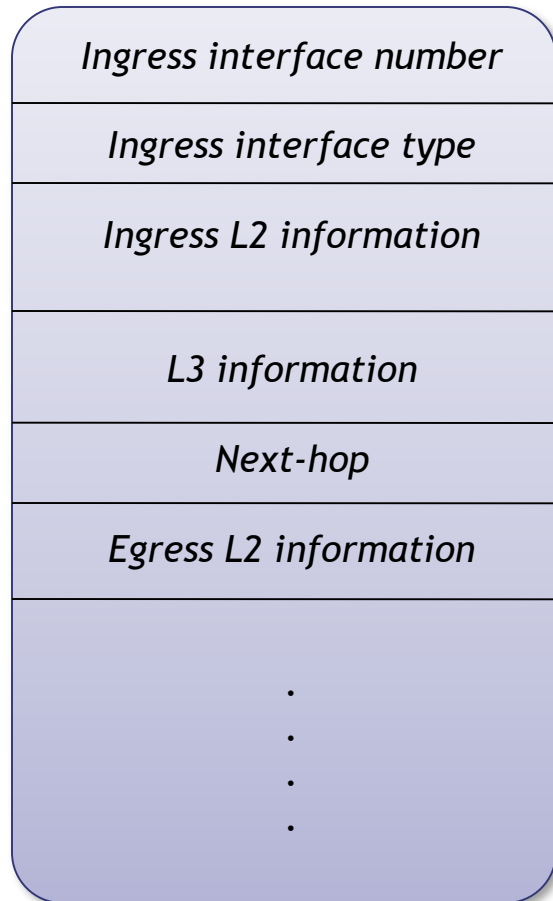 Ingress interface number
Ingress interface type
Ingress L2 information
L3 information
Next-hop
Egress L2 information
.
.
.
.